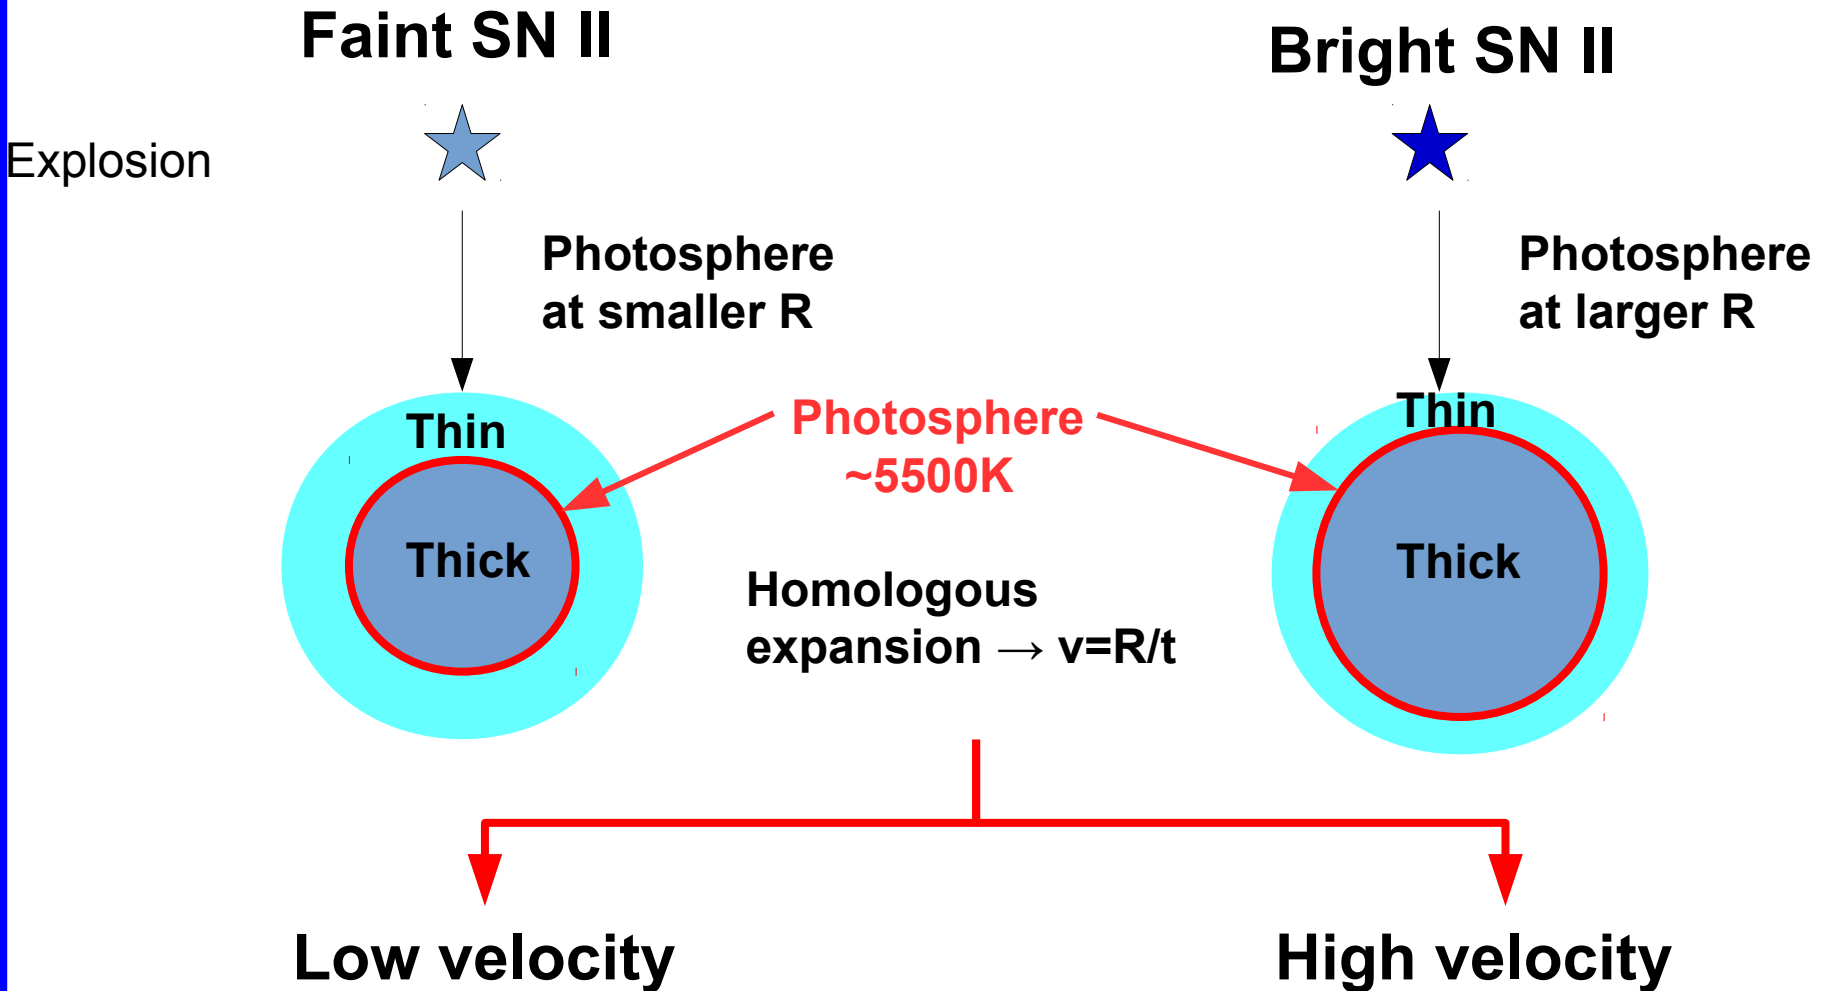 Faint SN II
Bright SN II
Explosion
Photosphere
at smaller R
Photosphere
at larger R
Thin
Thick
Photosphere
~5500K
Thin
Thick
Homologous
expansion → v=R/t
Low velocity
High velocity